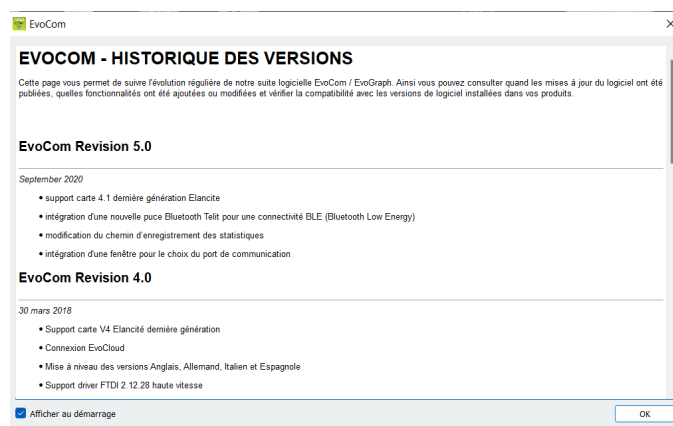 EvoCom
EVOCOM - HISTORIQUE DES VERSIONS
Cette page vous permet de suivre l'évolution régulière de notre suite logicielle EvoCom / EvoGraph. Ainsi vous pouvez consulter quand les mises à jour du logiciel ont été
publiées, quelles fonctionnalités ont été ajoutées ou modifiées et vérifier la compatibilité avec les versions de logiciel installées dans vos produits.
EvoCom Revision 5.0
September 2020
• support carte 4.1 dernière génération Elancite
• intégration d'une nouvelle puce Bluetooth Telit pour une connectivité BLE (Bluetooth Low Energy)
• modification du chemin d'enregistrement des statistiques
• intégration d'une fenêtre pour le choix du port de communication
EvoCom Revision 4.0
30 mars 2018
• Support carte V4 Elancité dernière génération
• Connexion EvoCloud
• Mise à niveau des versions Anglais, Allemand, Italien et Espagnole
• Support driver FTDI 2.12.28 haute vitesse
Afficher au démarrage
OK